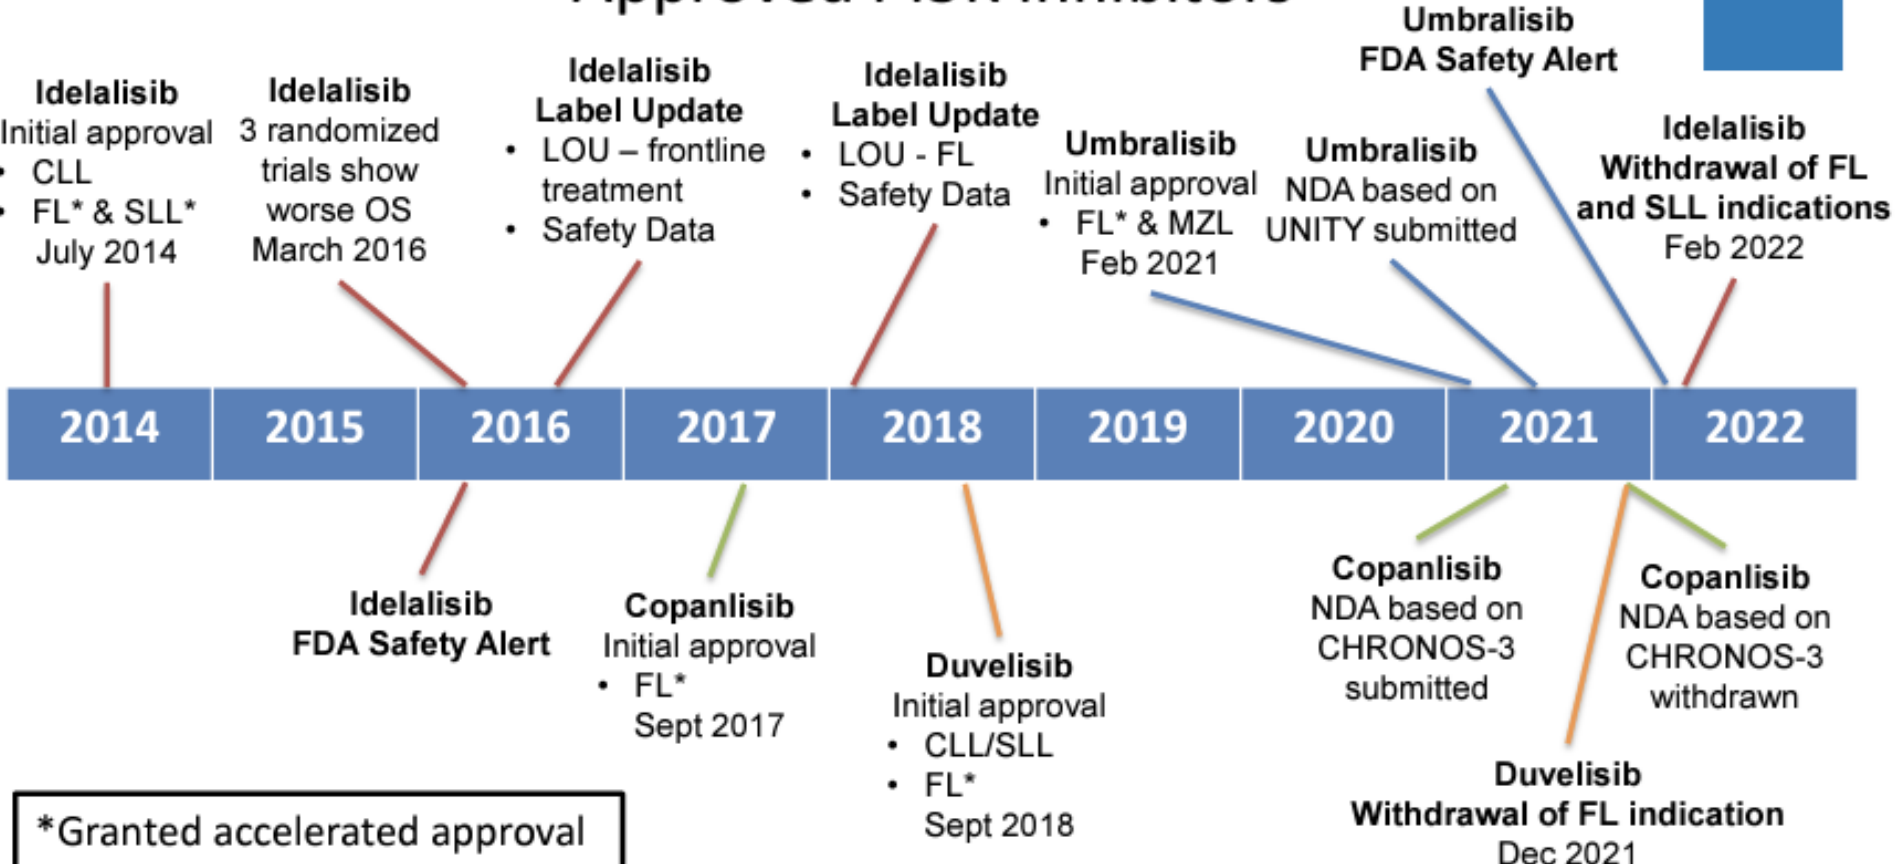 Approved PI3K Inhibitors
Idelalisib
Initial approval
• CLL
• FL* & SLL*
July 2014
Idelalisib
3 randomized
trials show
worse OS
March 2016
Idelalisib
Label Update
• LOU – frontline
treatment
• Safety Data
Idelalisib
Label Update
• LOU - FL
• Safety Data
Umbralisib
Initial approval
• FL* & MZL
Feb 2021
Umbralisib
NDA based on
UNITY submitted
Umbralisib
FDA Safety Alert
Idelalisib
Withdrawal of FL
and SLL indications
Feb 2022
2014 2015 2016 2017 2018 2019 2020 2021 2022
Idelalisib
FDA Safety Alert
Copanlisib
Initial approval
• FL*
Sept 2017
Duvelisib
Initial approval
• CLL/SLL
• FL*
Sept 2018
Copanlisib
NDA based on
CHRONOS-3
submitted
Copanlisib
NDA based on
CHRONOS-3
withdrawn
Duvelisib
Withdrawal of FL indication
Dec 2021
*Granted accelerated approval